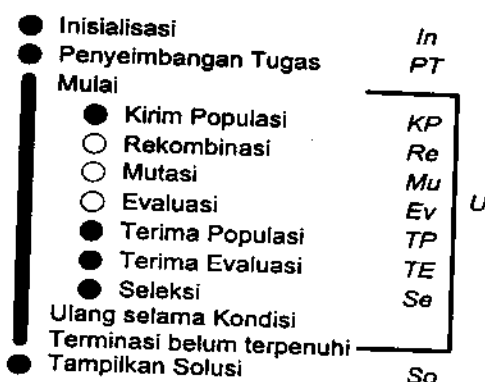 Inisialisasi In
Penyeimbangan Tugas PT
Mulai
Kirim Populasi KP
Rekombinasi Re
Mutasi Mu
Evaluasi Ev U
Terima Populasi TP
Terima Evaluasi TE
Seleksi Se
Ulang selama Kondisi
Terminasi belum terpenuhi
Tampilkan Solusi So